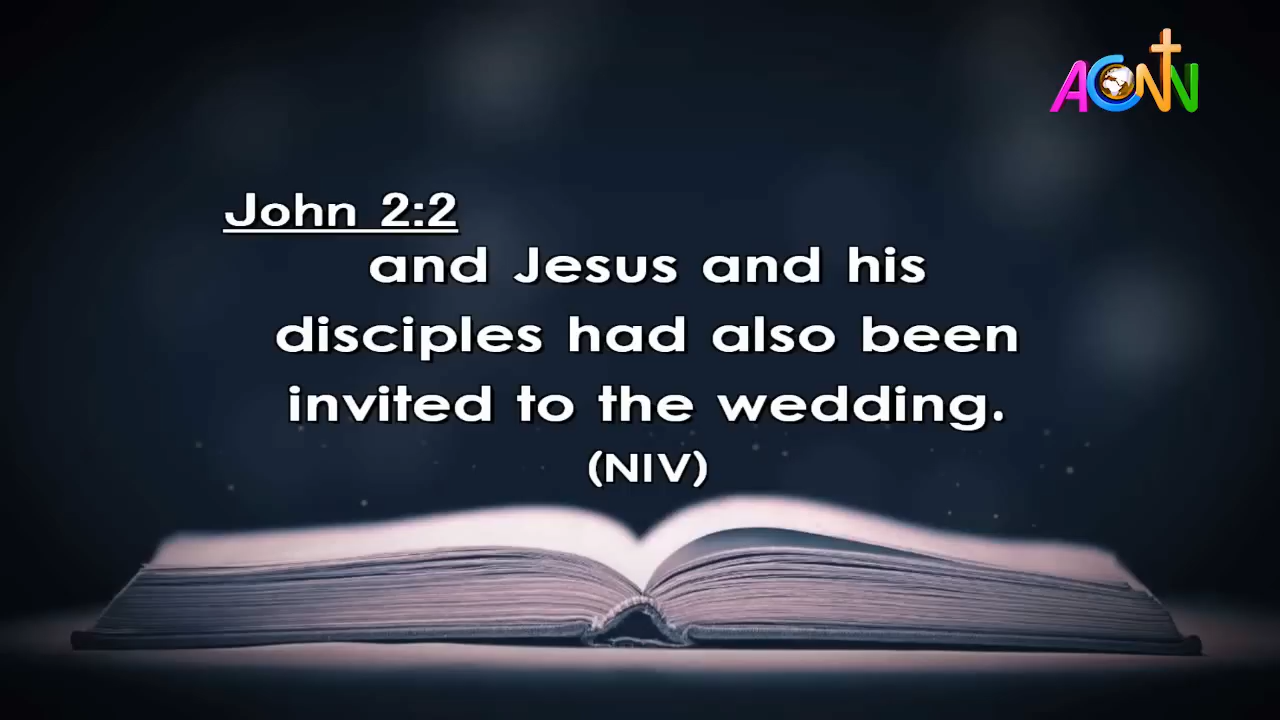 ACNN
John 2:2
and Jesus and his
disciples had also been
invited to the wedding.
(NIV)